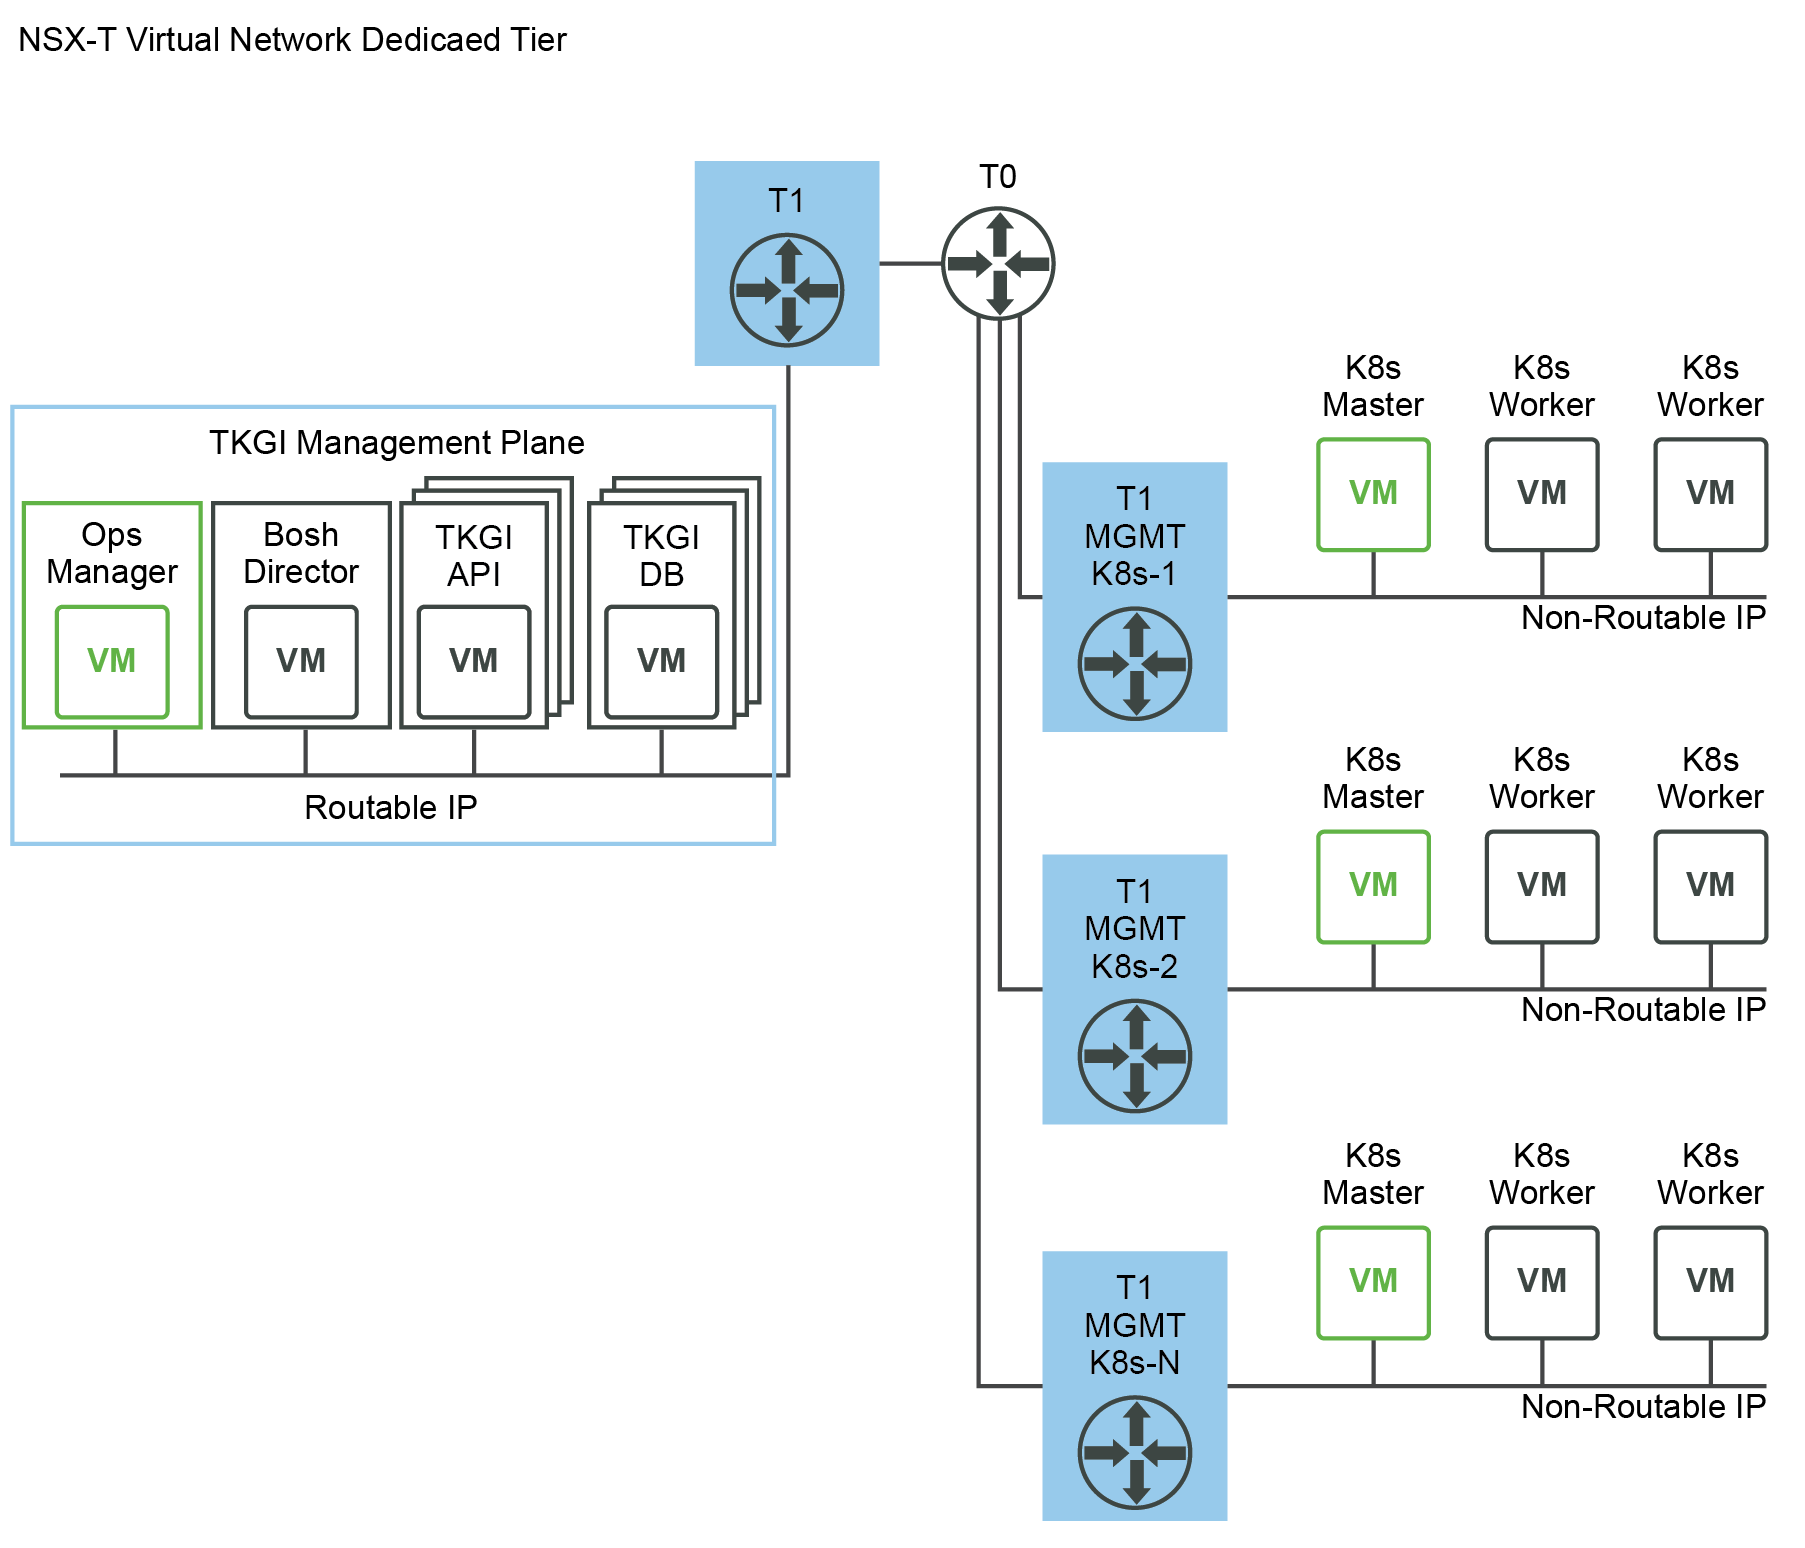 NSX-T Virtual Network Dedicaed Tier
T1
T0
TKGI Management Plane
Ops
Manager
VM
Bosh
Director
VM
TKGI
API
VM
TKGI
DB
VM
Routable IP
T1
MGMT
K8s-1
K8s
Master
VM
K8s
Worker
VM
K8s
Worker
VM
Non-Routable IP
T1
MGMT
K8s-2
K8s
Master
VM
K8s
Worker
VM
K8s
Worker
VM
Non-Routable IP
T1
MGMT
K8s-N
K8s
Master
VM
K8s
Worker
VM
K8s
Worker
VM
Non-Routable IP